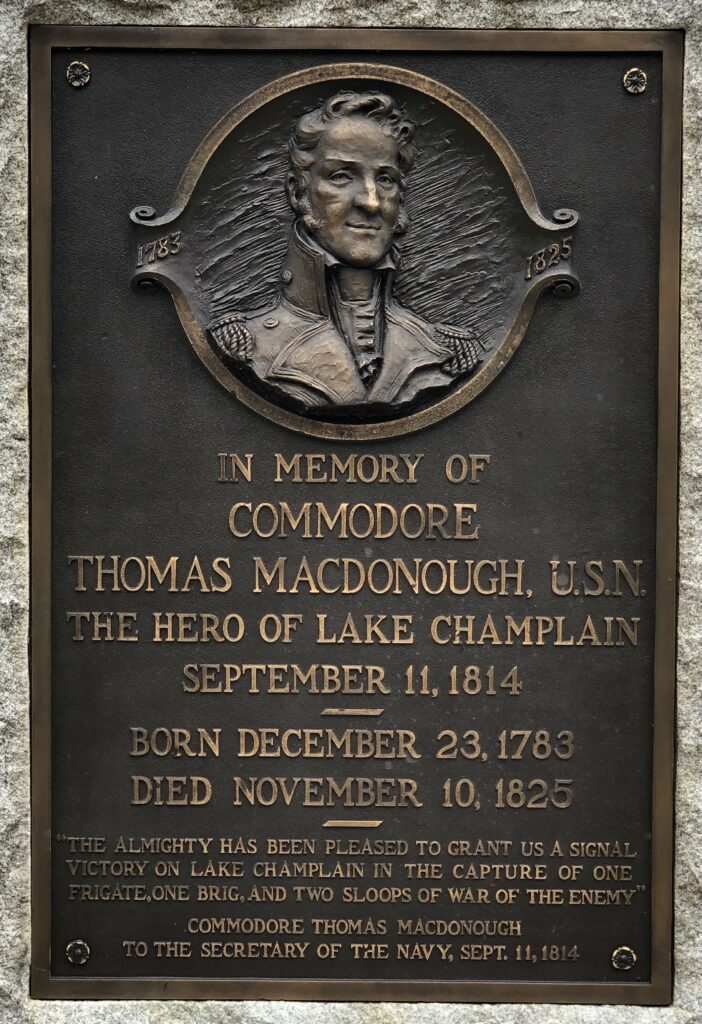 1783
1825
IN MEMORY OF
COMMODORE
THOMAS MACDONOUGH, U.S.N.
THE HERO OF LAKE CHAMPLAIN
SEPTEMBER 11, 1814
BORN DECEMBER 23, 1783
DIED NOVEMBER 10, 1825
"THE ALMIGHTY HAS BEEN PLEASED TO GRANT US A SIGNAL
VICTORY ON LAKE CHAMPLAIN IN THE CAPTURE OF ONE
FRIGATE, ONE BRIG, AND TWO SLOOPS OF WAR OF THE ENEMY"
COMMODORE THOMAS MACDONOUGH
TO THE SECRETARY OF THE NAVY, SEPT. 11, 1814